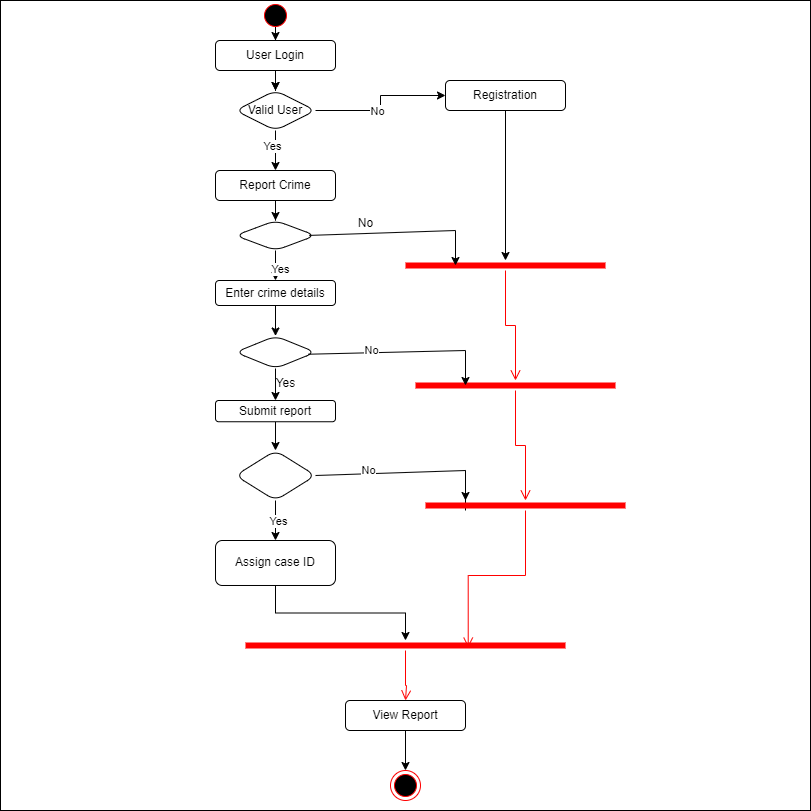 User Login
Valid User
No
Registration
Yes
Report Crime
No
Yes
Enter crime details
No
Yes
Submit report
No
Yes
Assign case ID
View Report